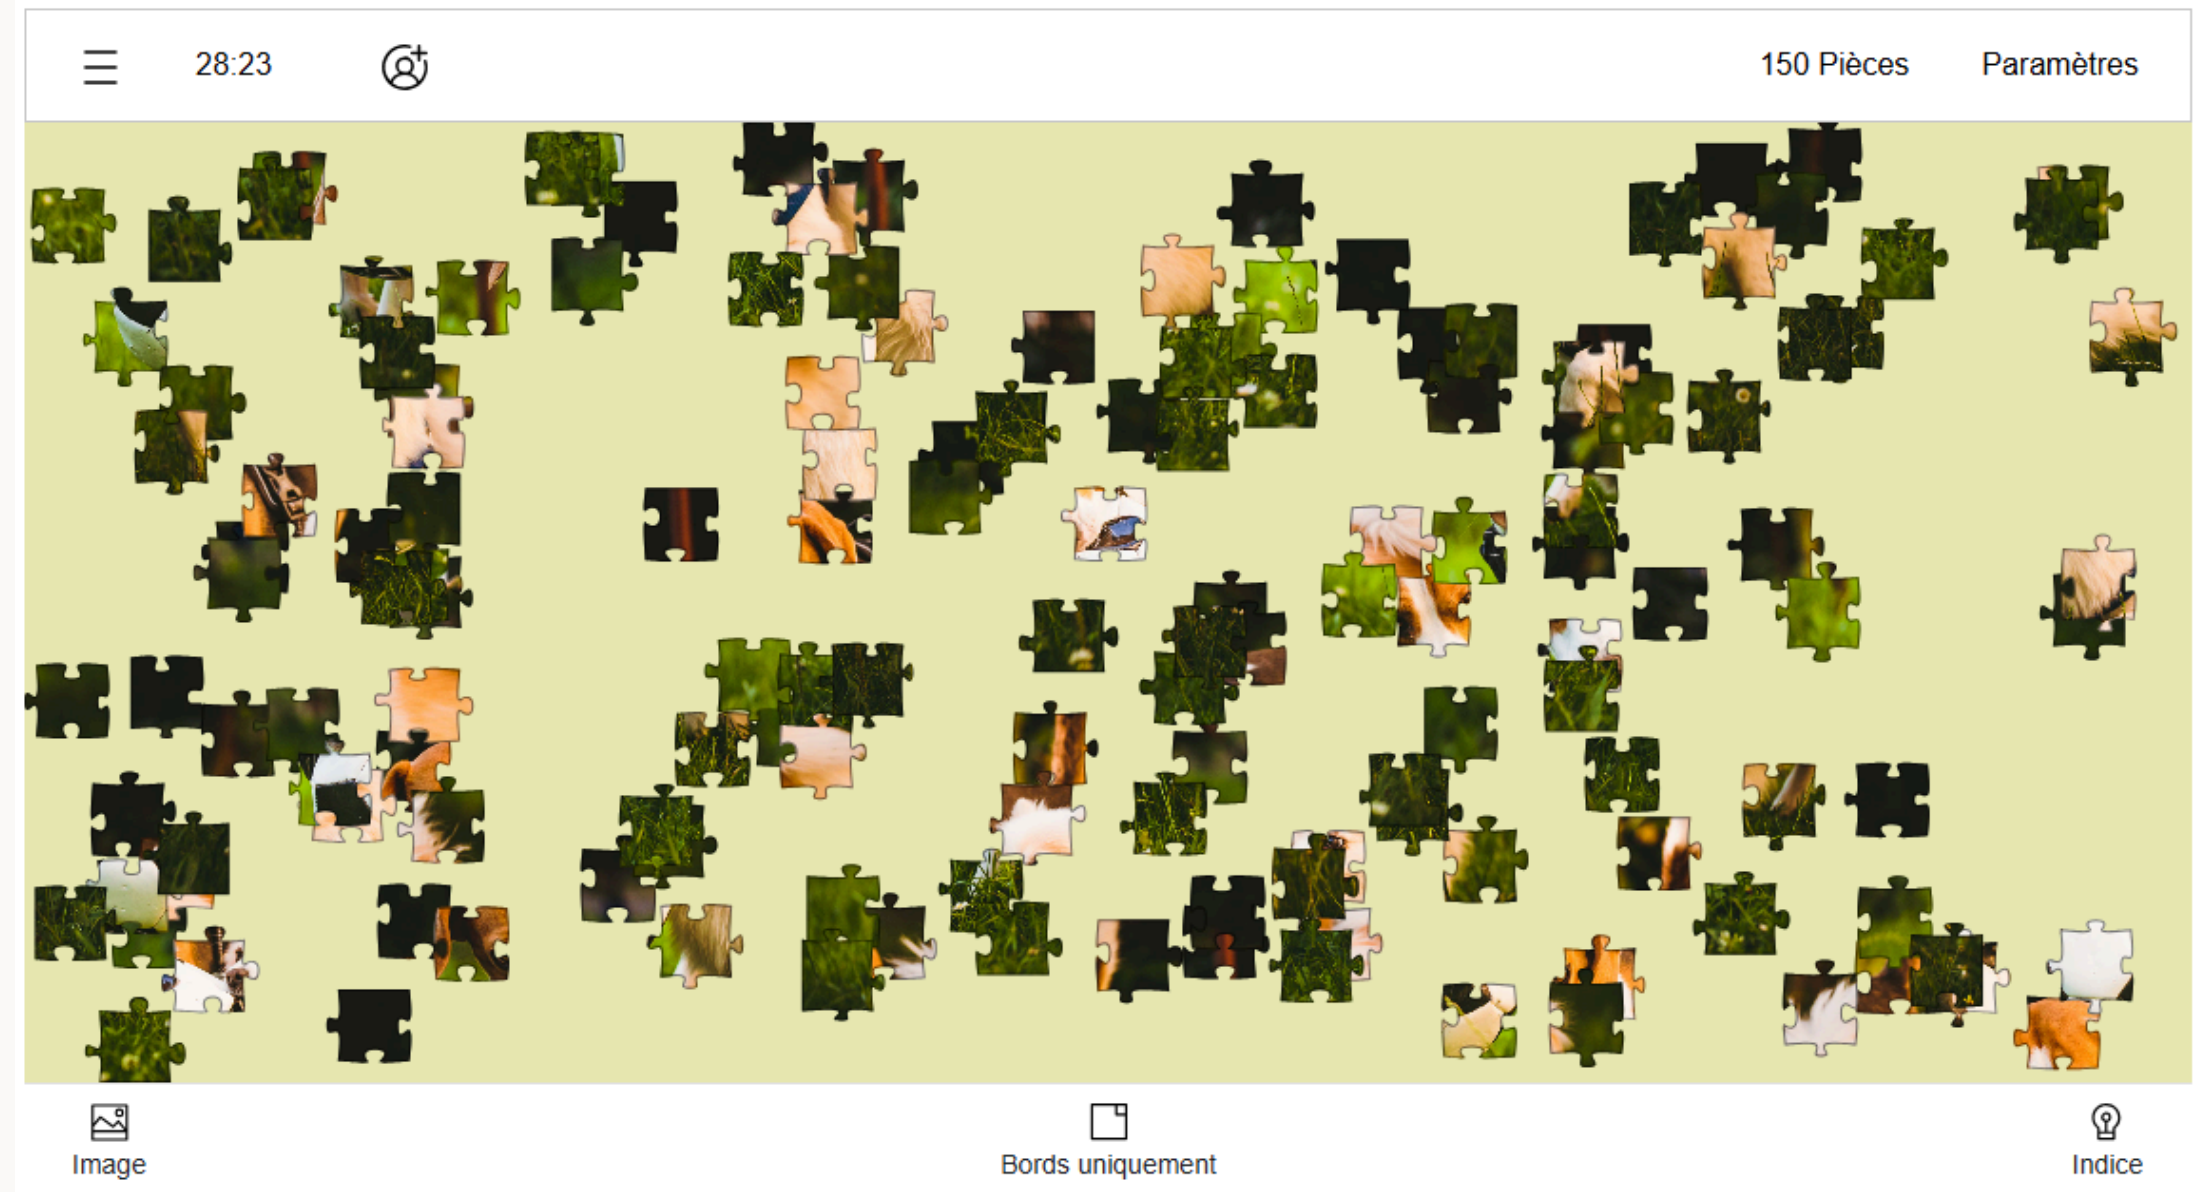 28:23
150 Pièces
Paramètres
Image
Bords uniquement
Indice